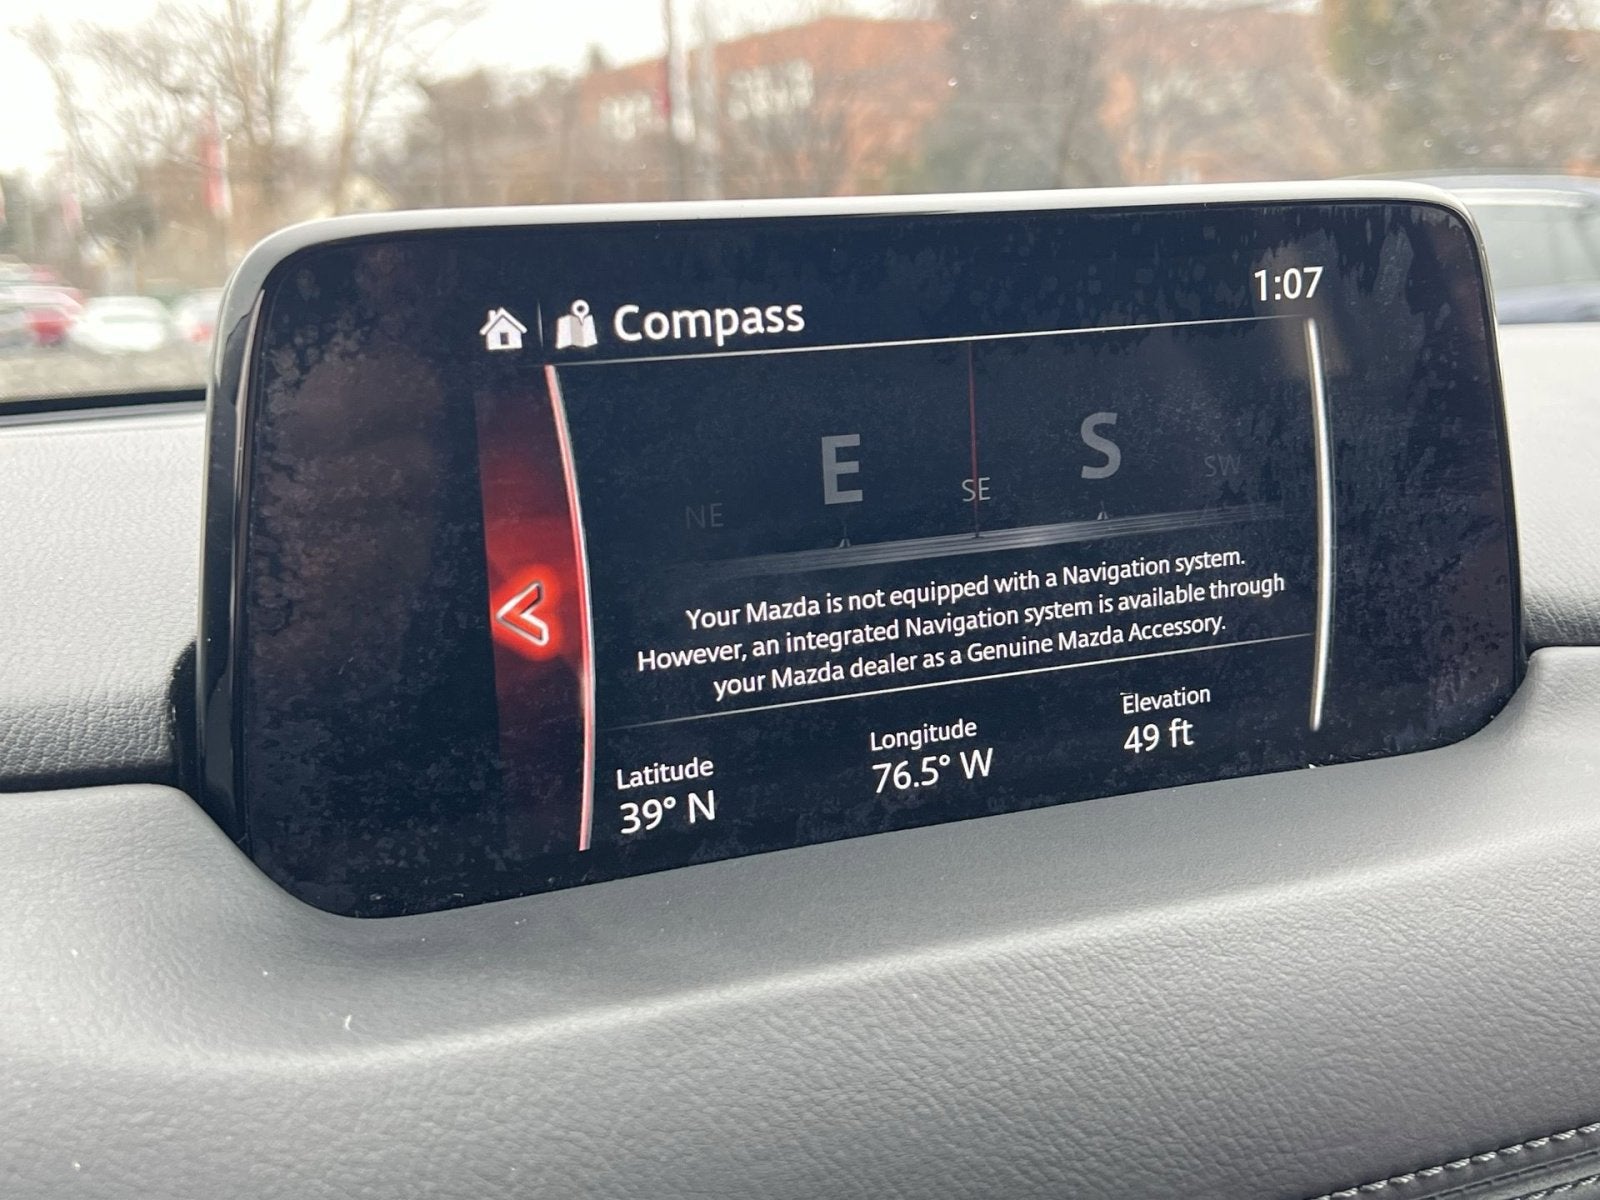 Compass
1:07
NE E SE S SW
Your Mazda is not equipped with a Navigation system.
However, an integrated Navigation system is available through
your Mazda dealer as a Genuine Mazda Accessory.
Latitude Longitude Elevation
39° N 76.5° W 49 ft